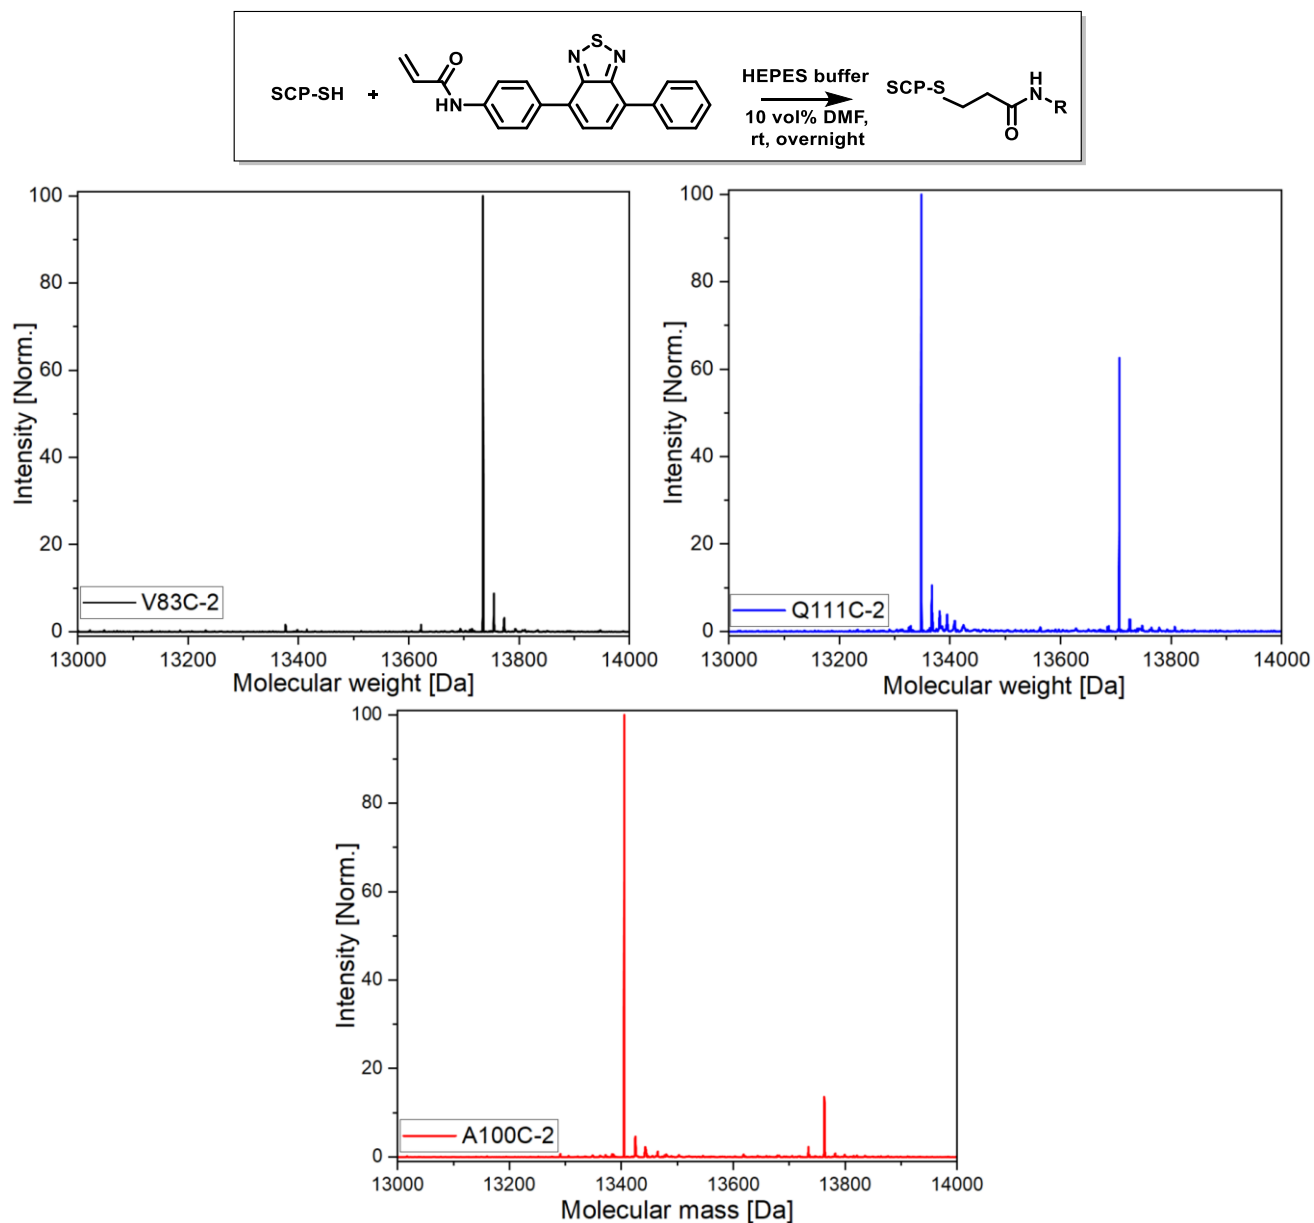 SCP-SH + O HN N S N HEPES buffer 10 vol% DMF, rt, overnight SCP-S O H N R
100
80
60
40
20
0
Intensity [Norm.]
V83C-2
13000 13200 13400 13600 13800 14000
Molecular weight [Da]
100
80
60
40
20
0
Intensity [Norm.]
Q111C-2
13000 13200 13400 13600 13800 14000
Molecular weight [Da]
100
80
60
40
20
0
Intensity [Norm.]
A100C-2
13000 13200 13400 13600 13800 14000
Molecular mass [Da]